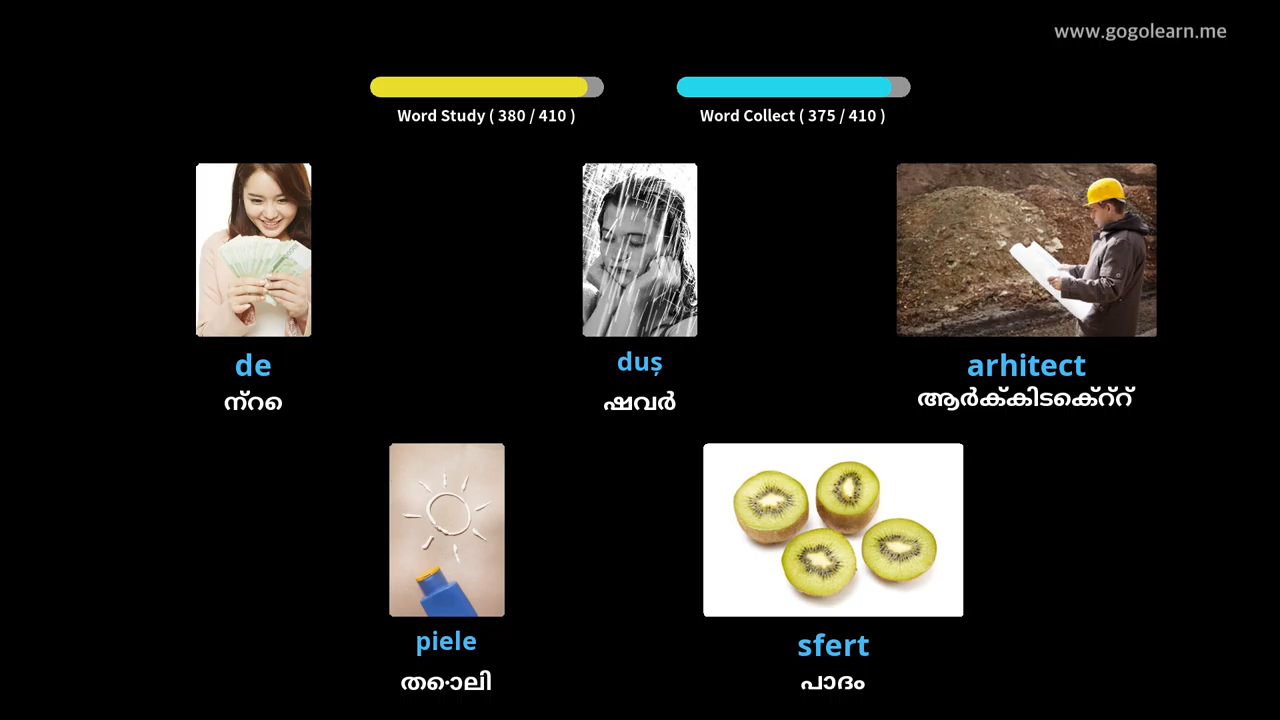 www.gogolearn.me
Word Study ( 380 / 410 )
Word Collect ( 375 / 410 )
de
ന്റെ
duș
ഷവർ
arhitect
ആർക്കിടെക്റ്റ്
piele
തൊലി
sfert
പാദം